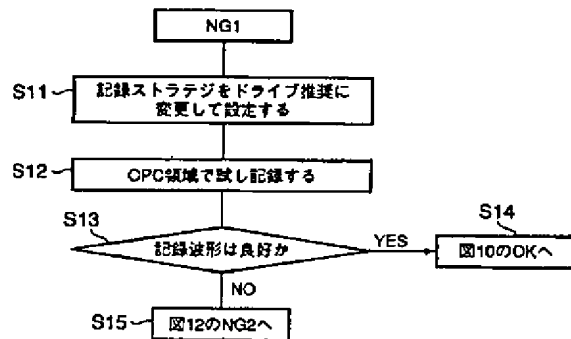 NG1
S11
記録ストラテジをドライブ推奨に
変更して設定する
S12
OPC領域で試し記録する
S13
記録波形は良好か
YES
S14
図10のOKへ
NO
S15
図12のNG2へ